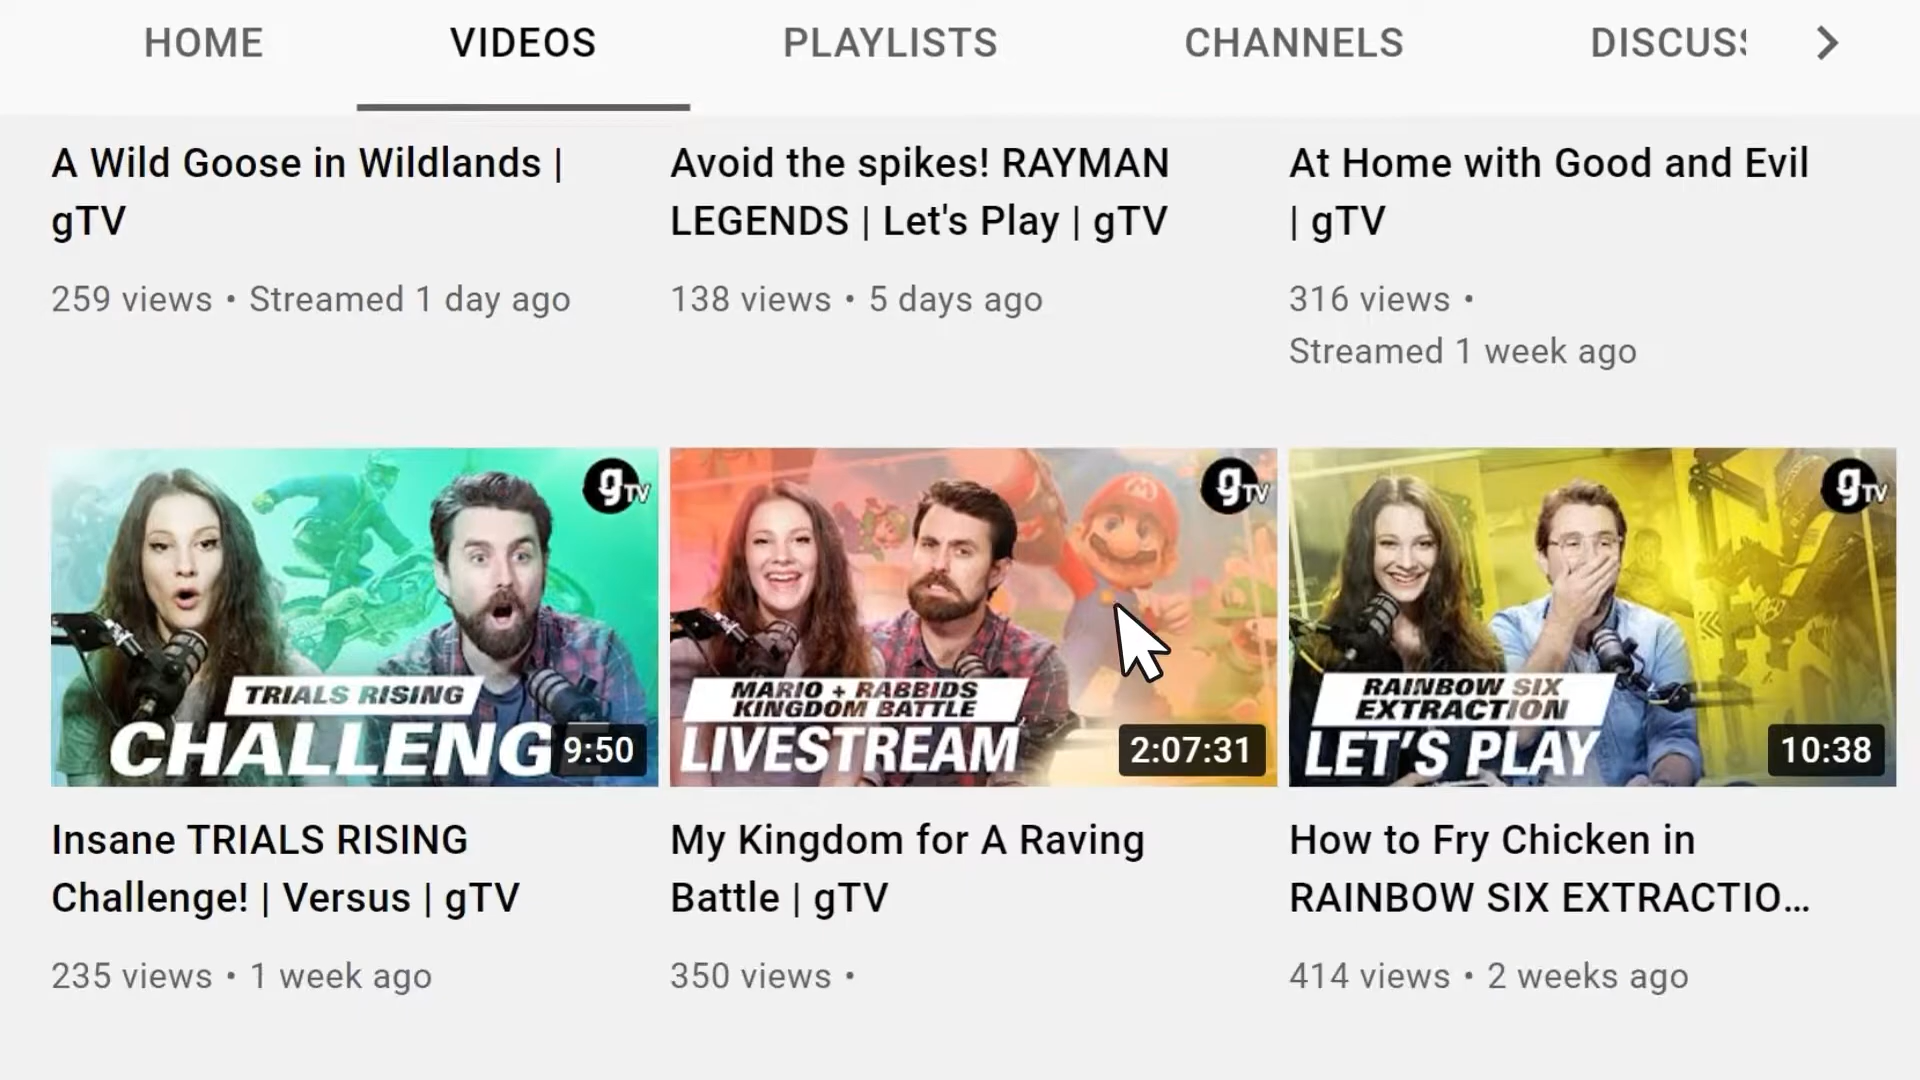 HOME
VIDEOS
PLAYLISTS
CHANNELS
DISCUS
A Wild Goose in Wildlands |
gTV
259 views • Streamed 1 day ago
Avoid the spikes! RAYMAN
LEGENDS | Let's Play | gTV
138 views • 5 days ago
At Home with Good and Evil
| gTV
316 views •
Streamed 1 week ago
gTV
TRIALS RISING
CHALLENG
9:50
gTV
MARIO + RABBIDS
KINGDOM BATTLE
LIVESTREAM
2:07:31
gTV
RAINBOW SIX
EXTRACTION
LET'S PLAY
10:38
Insane TRIALS RISING
Challenge! | Versus | gTV
235 views • 1 week ago
My Kingdom for A Raving
Battle | gTV
350 views •
How to Fry Chicken in
RAINBOW SIX EXTRACTIO...
414 views • 2 weeks ago